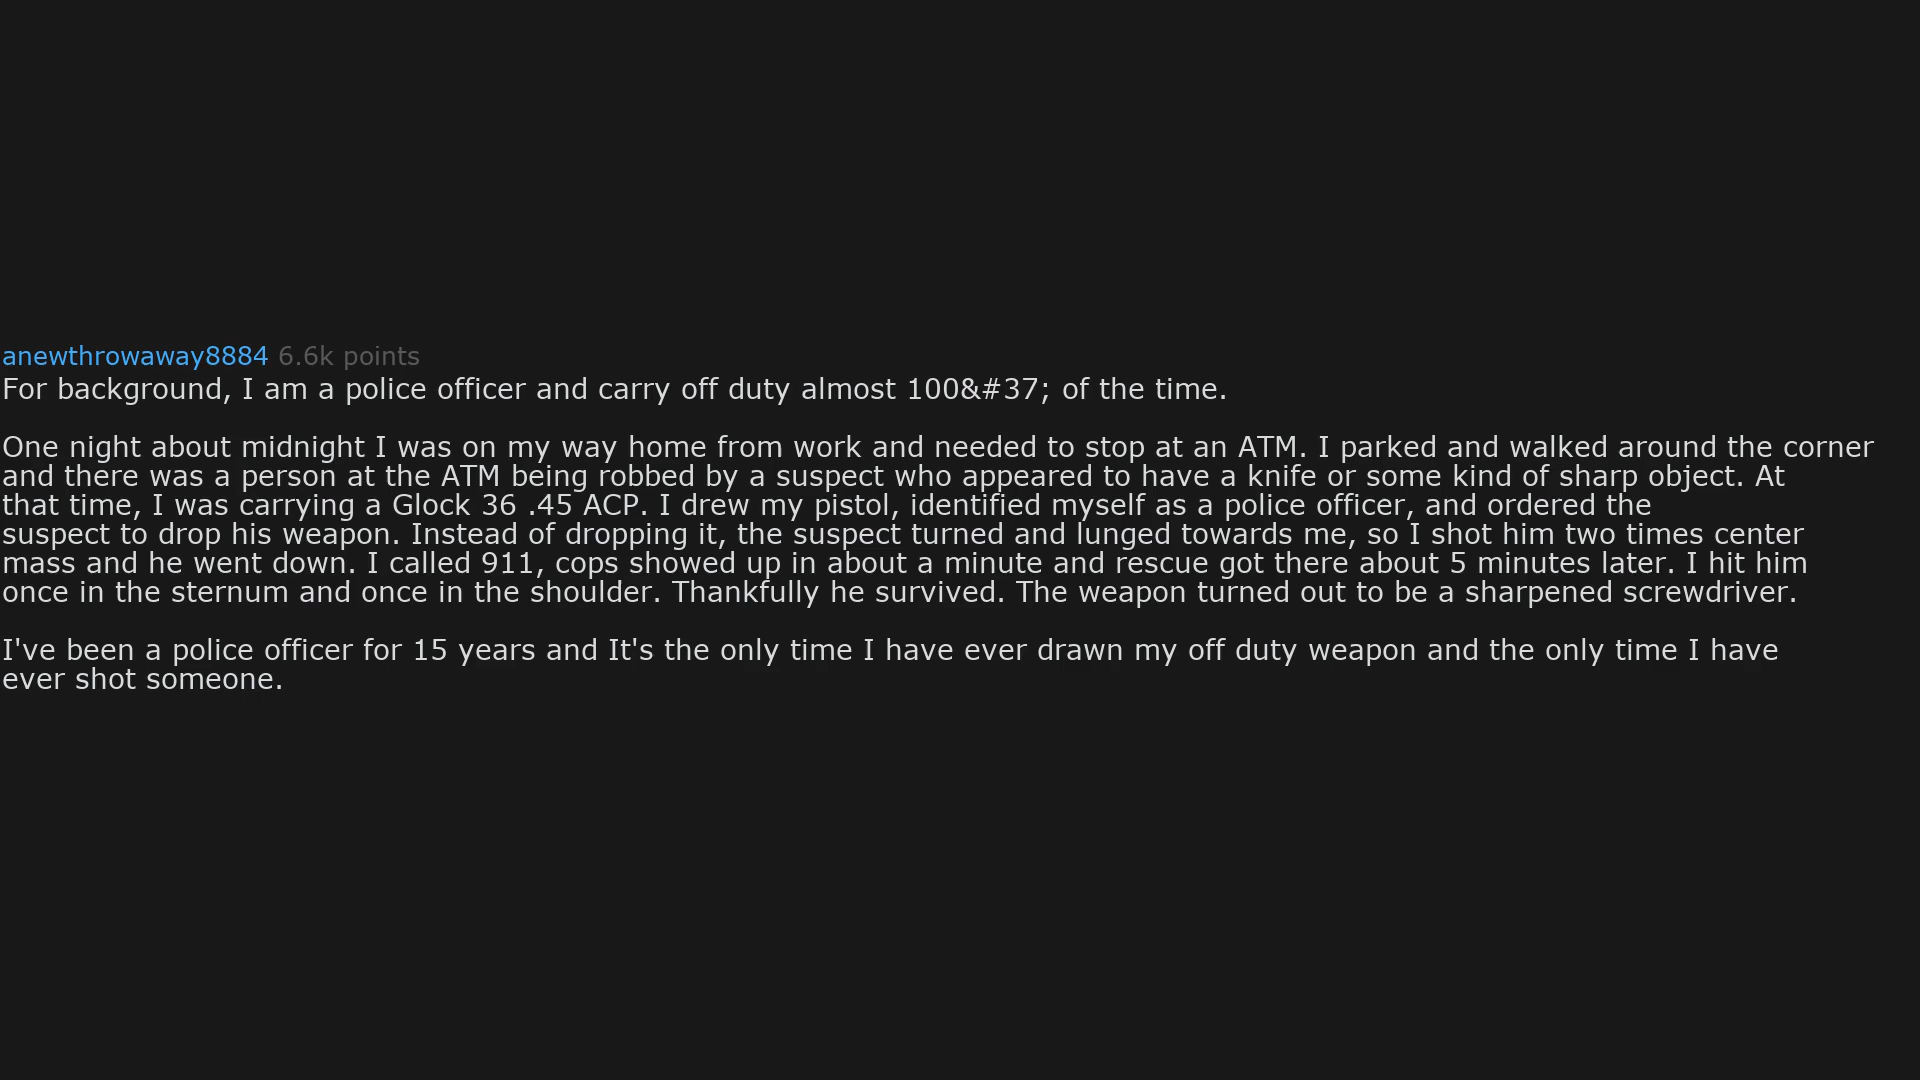 anewthrowaway8884 6.6k points
For background, I am a police officer and carry off duty almost 100&#37; of the time.
One night about midnight I was on my way home from work and needed to stop at an ATM. I parked and walked around the corner
and there was a person at the ATM being robbed by a suspect who appeared to have a knife or some kind of sharp object. At
that time, I was carrying a Glock 36 .45 ACP. I drew my pistol, identified myself as a police officer, and ordered the
suspect to drop his weapon. Instead of dropping it, the suspect turned and lunged towards me, so I shot him two times center
mass and he went down. I called 911, cops showed up in about a minute and rescue got there about 5 minutes later. I hit him
once in the sternum and once in the shoulder. Thankfully he survived. The weapon turned out to be a sharpened screwdriver.
I've been a police officer for 15 years and It's the only time I have ever drawn my off duty weapon and the only time I have
ever shot someone.